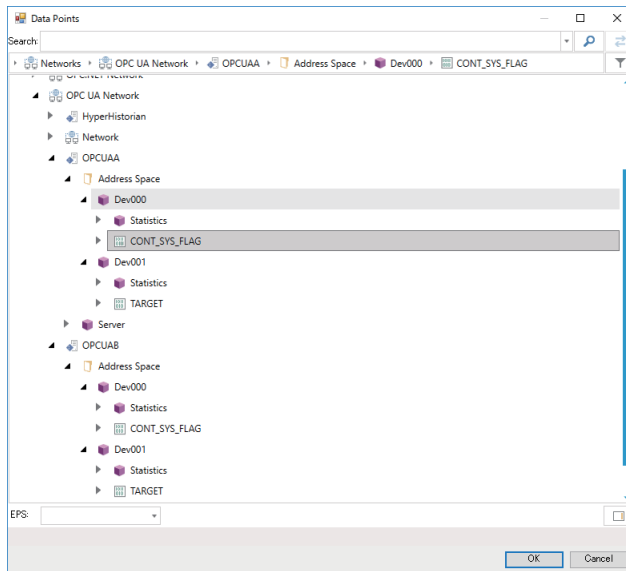 Data Points
Search:
Networks OPC UA Network OPCUAA Address Space Dev000 CONT_SYS_FLAG
OPC UA Network
HyperHistorian
Network
OPCUAA
Address Space
Dev000
Statistics
CONT_SYS_FLAG
Dev001
Statistics
TARGET
Server
OPCUAB
Address Space
Dev000
Statistics
CONT_SYS_FLAG
Dev001
Statistics
TARGET
EPS:
OK Cancel